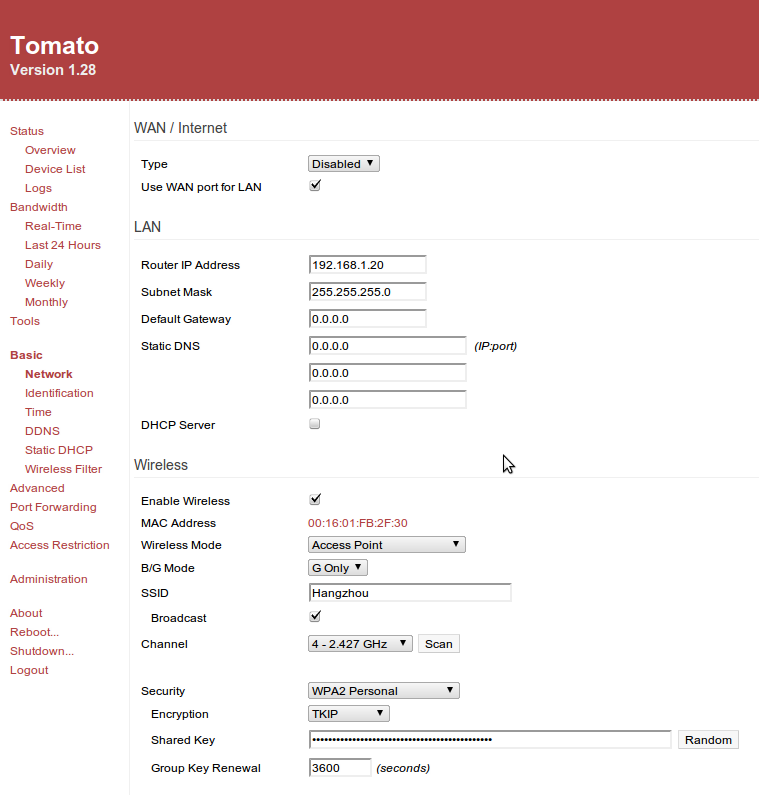 Tomato
Version 1.28
Status
Overview
Device List
Logs
Bandwidth
Real-Time
Last 24 Hours
Daily
Weekly
Monthly
Tools
Basic
Network
Identification
Time
DDNS
Static DHCP
Wireless Filter
Advanced
Port Forwarding
QoS
Access Restriction
Administration
About
Reboot...
Shutdown...
Logout
WAN / Internet
Type Disabled
Use WAN port for LAN
LAN
Router IP Address 192.168.1.20
Subnet Mask 255.255.255.0
Default Gateway 0.0.0.0
Static DNS 0.0.0.0 (IP:port)
0.0.0.0
0.0.0.0
DHCP Server
Wireless
Enable Wireless
MAC Address 00:16:01:FB:2F:30
Wireless Mode Access Point
B/G Mode G Only
SSID Hangzhou
Broadcast
Channel 4 - 2.427 GHz Scan
Security WPA2 Personal
Encryption TKIP
Shared Key Random
Group Key Renewal 3600 (seconds)